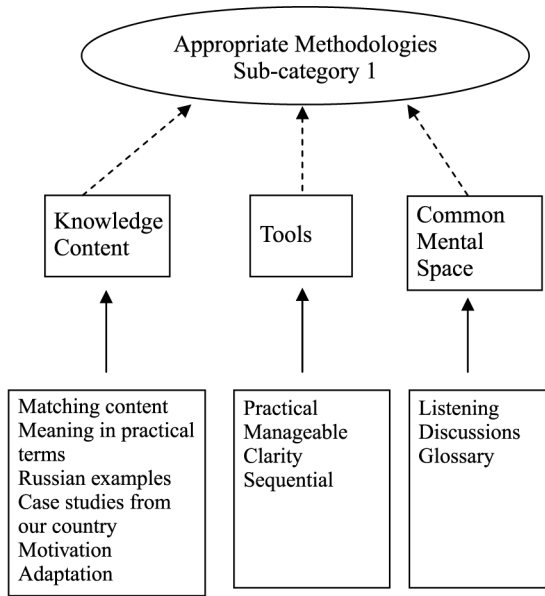 Appropriate Methodologies
Sub-category 1
Knowledge
Content
Tools
Common
Mental
Space
Matching content
Meaning in practical
terms
Russian examples
Case studies from
our country
Motivation
Adaptation
Practical
Manageable
Clarity
Sequential
Listening
Discussions
Glossary